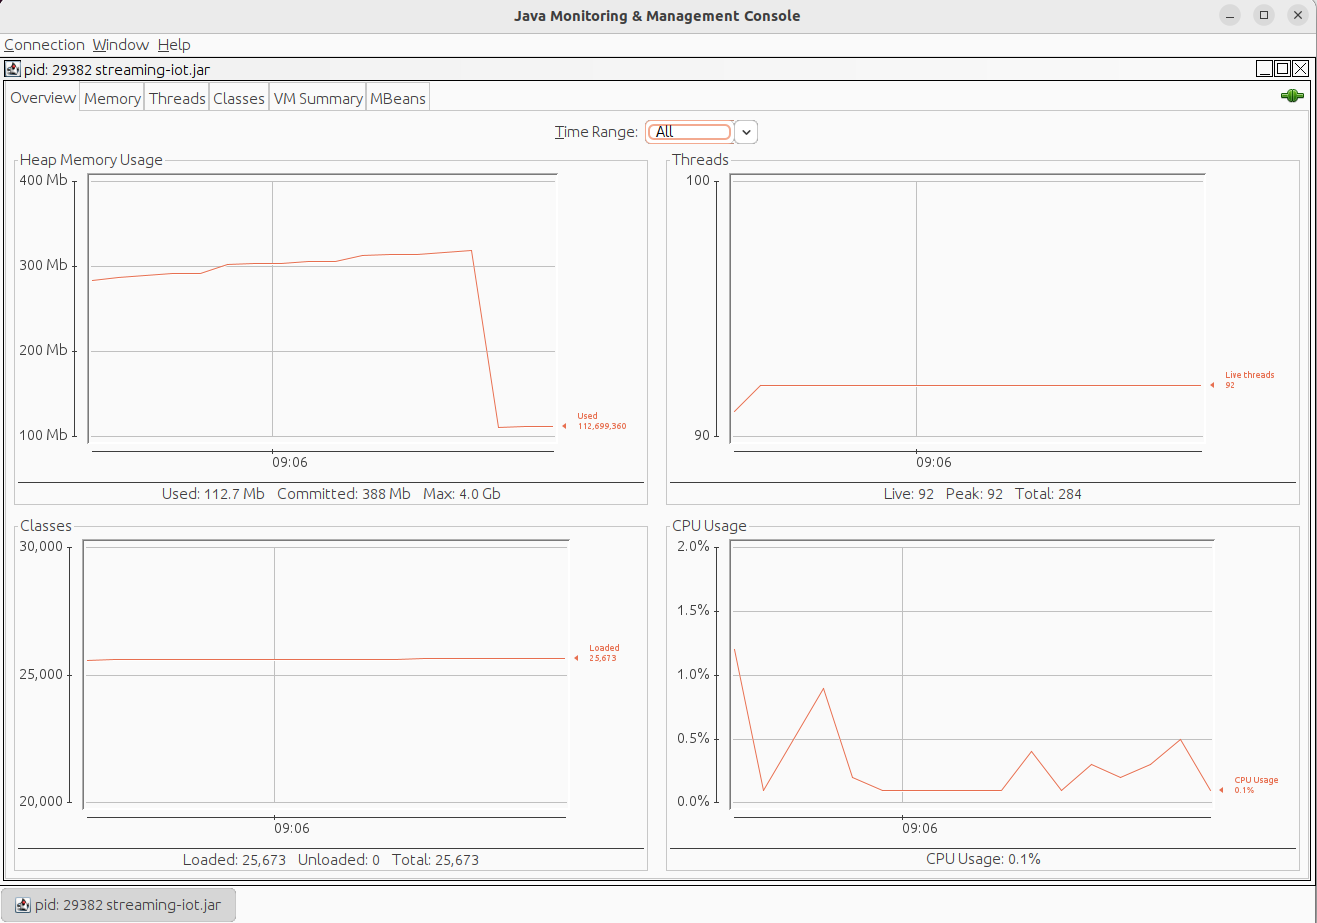 Java Monitoring & Management Console
Connection Window Help
pid: 29382 streaming-iot.jar
Overview Memory Threads Classes VM Summary MBeans
Time Range: All
Heap Memory Usage
400 Mb
300 Mb
200 Mb
100 Mb
Used
112,699,360
09:06
Used: 112.7 Mb Committed: 388 Mb Max: 4.0 Gb
Threads
100
90
Live threads
92
09:06
Live: 92 Peak: 92 Total: 284
Classes
30,000
25,000
20,000
Loaded
25,673
09:06
Loaded: 25,673 Unloaded: 0 Total: 25,673
CPU Usage
2.0%
1.5%
1.0%
0.5%
0.0%
CPU Usage
0.1%
09:06
CPU Usage: 0.1%
pid: 29382 streaming-iot.jar